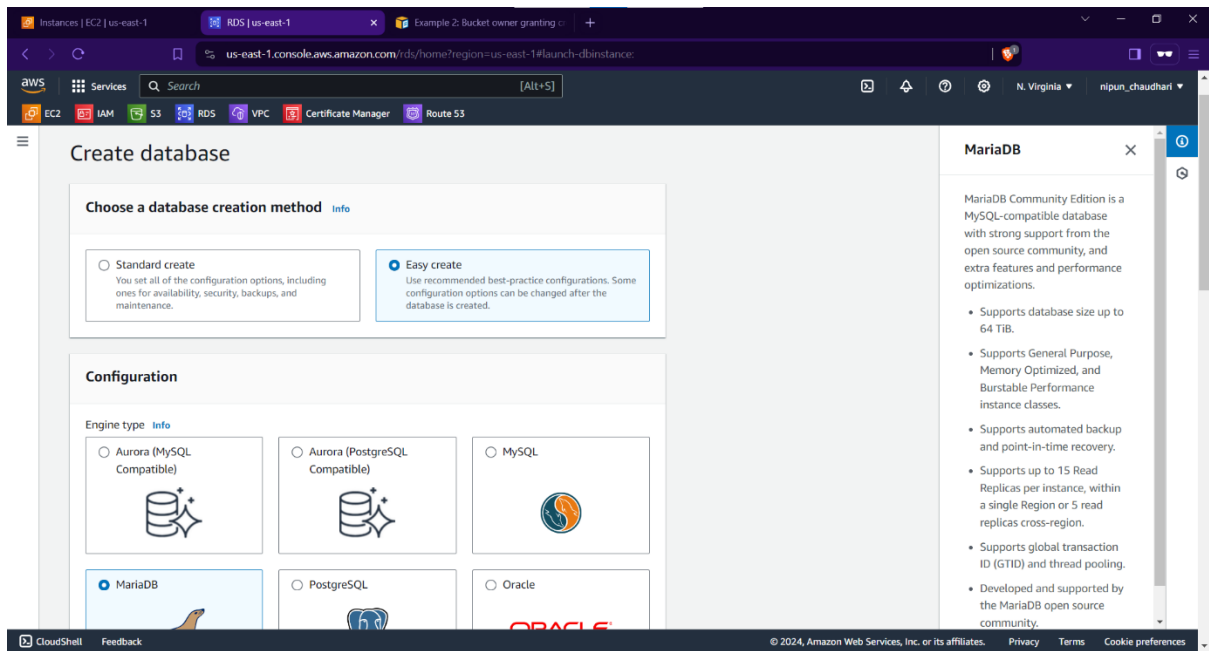 Instances | EC2 | us-east-1
RDS | us-east-1
Example 2: Bucket owner granting
us-east-1.console.aws.amazon.com/rds/home?region=us-east-1#launch-dbinstance:
1
aws
Services
Search
[Alt+S]
N. Virginia
nipun_chaudhari
EC2
IAM
S3
RDS
VPC
Certificate Manager
Route 53
Create database
Choose a database creation method Info
Standard create
You set all of the configuration options, including
ones for availability, security, backups, and
maintenance.
Easy create
Use recommended best-practice configurations. Some
configuration options can be changed after the
database is created.
Configuration
Engine type Info
Aurora (MySQL
Compatible)
Aurora (PostgreSQL
Compatible)
MySQL
MariaDB
PostgreSQL
Oracle
ORACLE
MariaDB
MariaDB Community Edition is a
MySQL-compatible database
with strong support from the
open source community, and
extra features and performance
optimizations.
• Supports database size up to
64 TiB.
• Supports General Purpose,
Memory Optimized, and
Burstable Performance
instance classes.
• Supports automated backup
and point-in-time recovery.
• Supports up to 15 Read
Replicas per instance, within
a single Region or 5 read
replicas cross-region.
• Supports global transaction
ID (GTID) and thread pooling.
• Developed and supported by
the MariaDB open source
community.
CloudShell
Feedback
© 2024, Amazon Web Services, Inc. or its affiliates.
Privacy
Terms
Cookie preferences